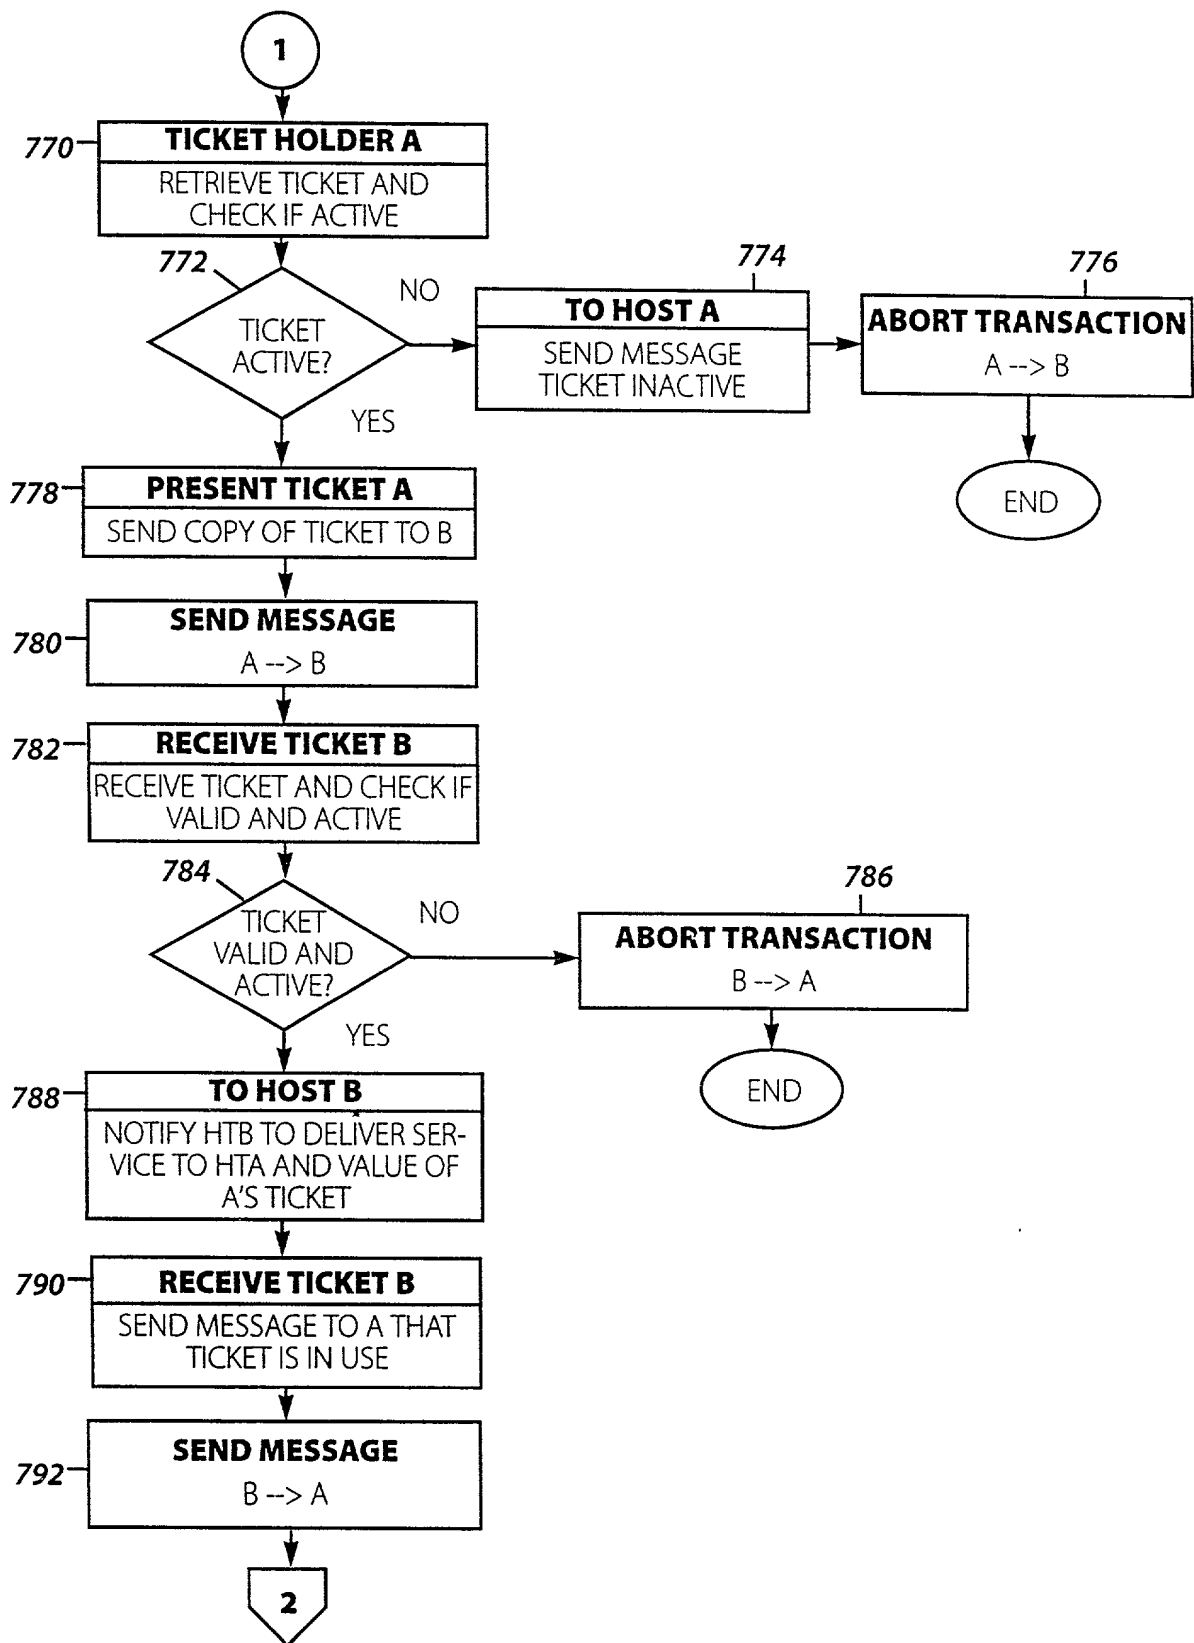 1
770
TICKET HOLDER A
RETRIEVE TICKET AND
CHECK IF ACTIVE
772
TICKET
ACTIVE?
NO
774
TO HOST A
SEND MESSAGE
TICKET INACTIVE
776
ABORT TRANSACTION
A --> B
END
YES
778
PRESENT TICKET A
SEND COPY OF TICKET TO B
780
SEND MESSAGE
A --> B
782
RECEIVE TICKET B
RECEIVE TICKET AND CHECK IF
VALID AND ACTIVE
784
TICKET
VALID AND
ACTIVE?
NO
786
ABORT TRANSACTION
B --> A
END
YES
788
TO HOST B
NOTIFY HTB TO DELIVER SER-
VICE TO HTA AND VALUE OF
A'S TICKET
790
RECEIVE TICKET B
SEND MESSAGE TO A THAT
TICKET IS IN USE
792
SEND MESSAGE
B --> A
2